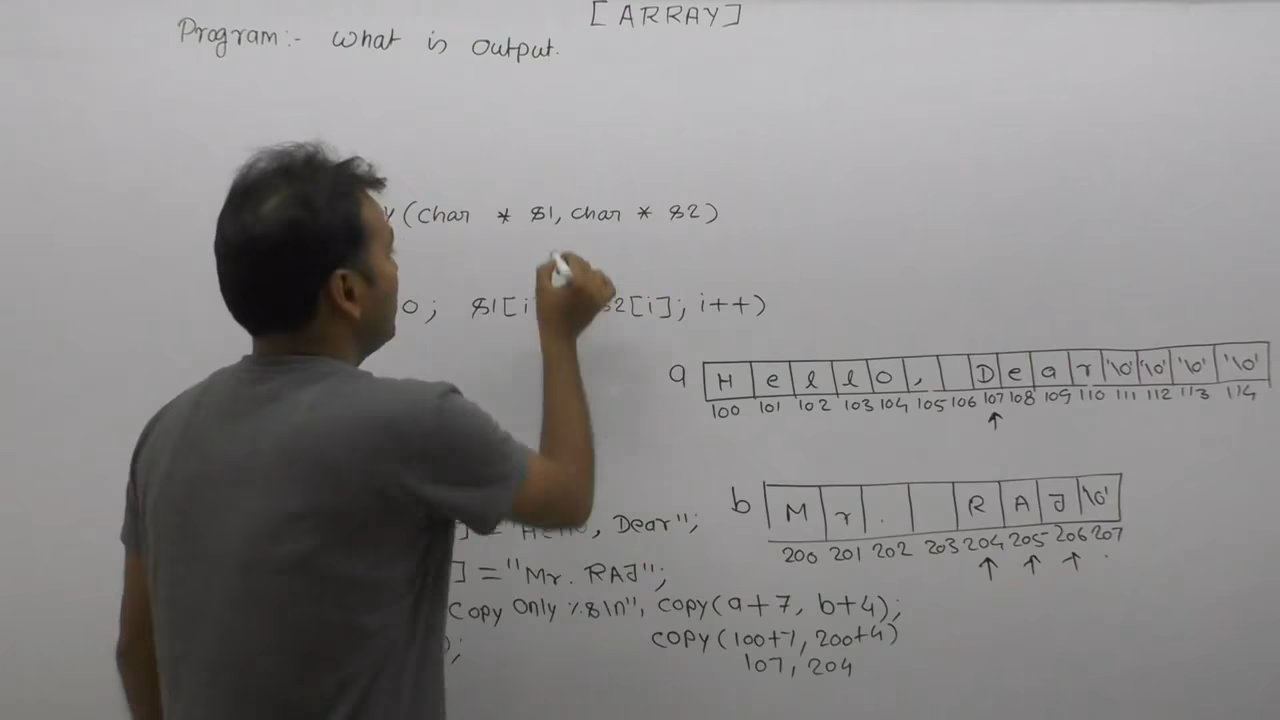 [ARRAY]
Program:- What is output.
(char * s1, char * s2)
0; s1[i] s2[i]; i++)
a H e l l o , D e a r '\0' '\0' '\0' '\0'
100 101 102 103 104 105 106 107 108 109 110 111 112 113 114
↑
b M r . R A J '\0'
200 201 202 203 204 205 206 207
↑ ↑ ↑
] = "Hello, Dear";
] = "Mr. RAJ";
Copy Only %s\n", copy(a+7, b+4);
copy(100+7, 200+4)
);
107, 204